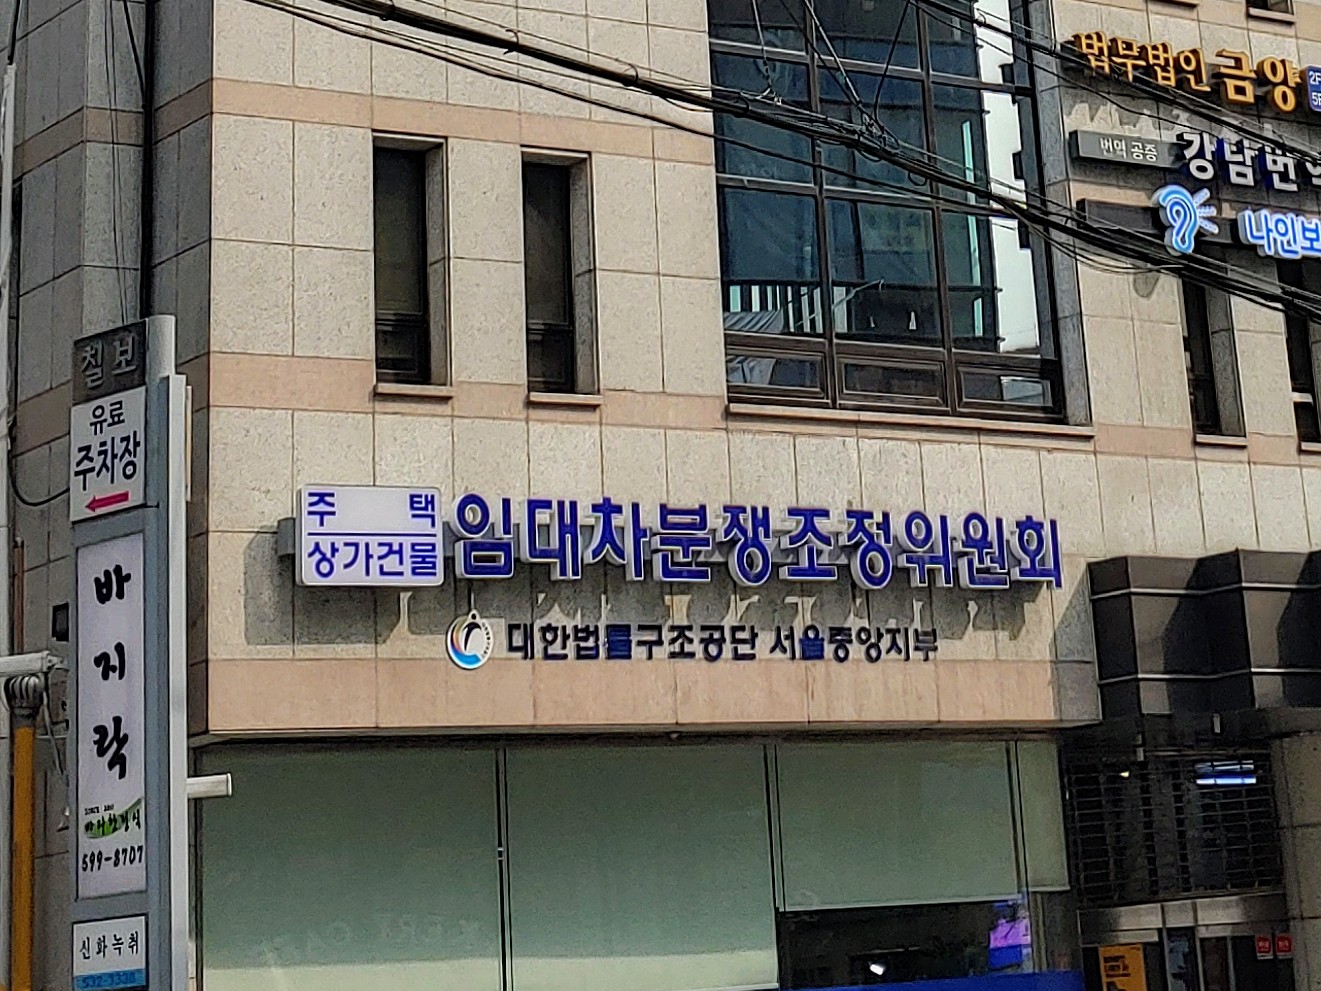 법무법인 금양
번역 공증
강남번역
나인보
칠보
유료
주차장
주 택
상가건물
임대차분쟁조정위원회
대한법률구조공단 서울중앙지부
바지락
599-8707
신화녹취
532-3330